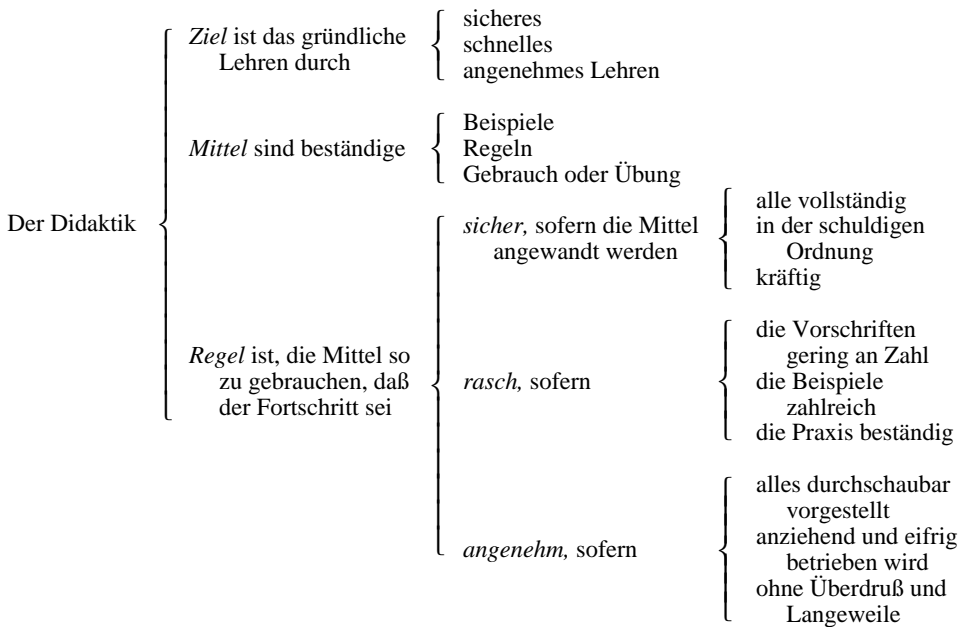 Der Didaktik
Ziel ist das gründliche
Lehren durch
sicheres
schnelles
angenehmes Lehren
Mittel sind beständige
Beispiele
Regeln
Gebrauch oder Übung
Regel ist, die Mittel so
zu gebrauchen, daß
der Fortschritt sei
sicher, sofern die Mittel
angewandt werden
alle vollständig
in der schuldigen
Ordnung
kräftig
rasch, sofern
die Vorschriften
gering an Zahl
die Beispiele
zahlreich
die Praxis beständig
angenehm, sofern
alles durchschaubar
vorgestellt
anziehend und eifrig
betrieben wird
ohne Überdruß und
Langeweile